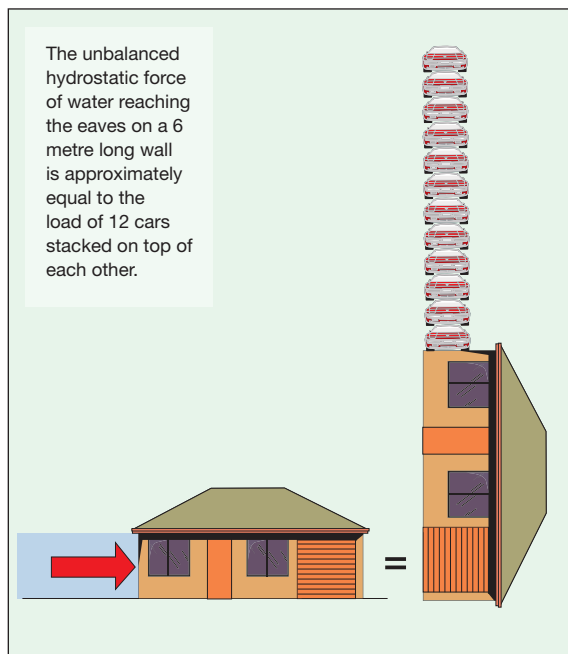 The unbalanced
hydrostatic force
of water reaching
the eaves on a 6
metre long wall
is approximately
equal to the
load of 12 cars
stacked on top of
each other.
=